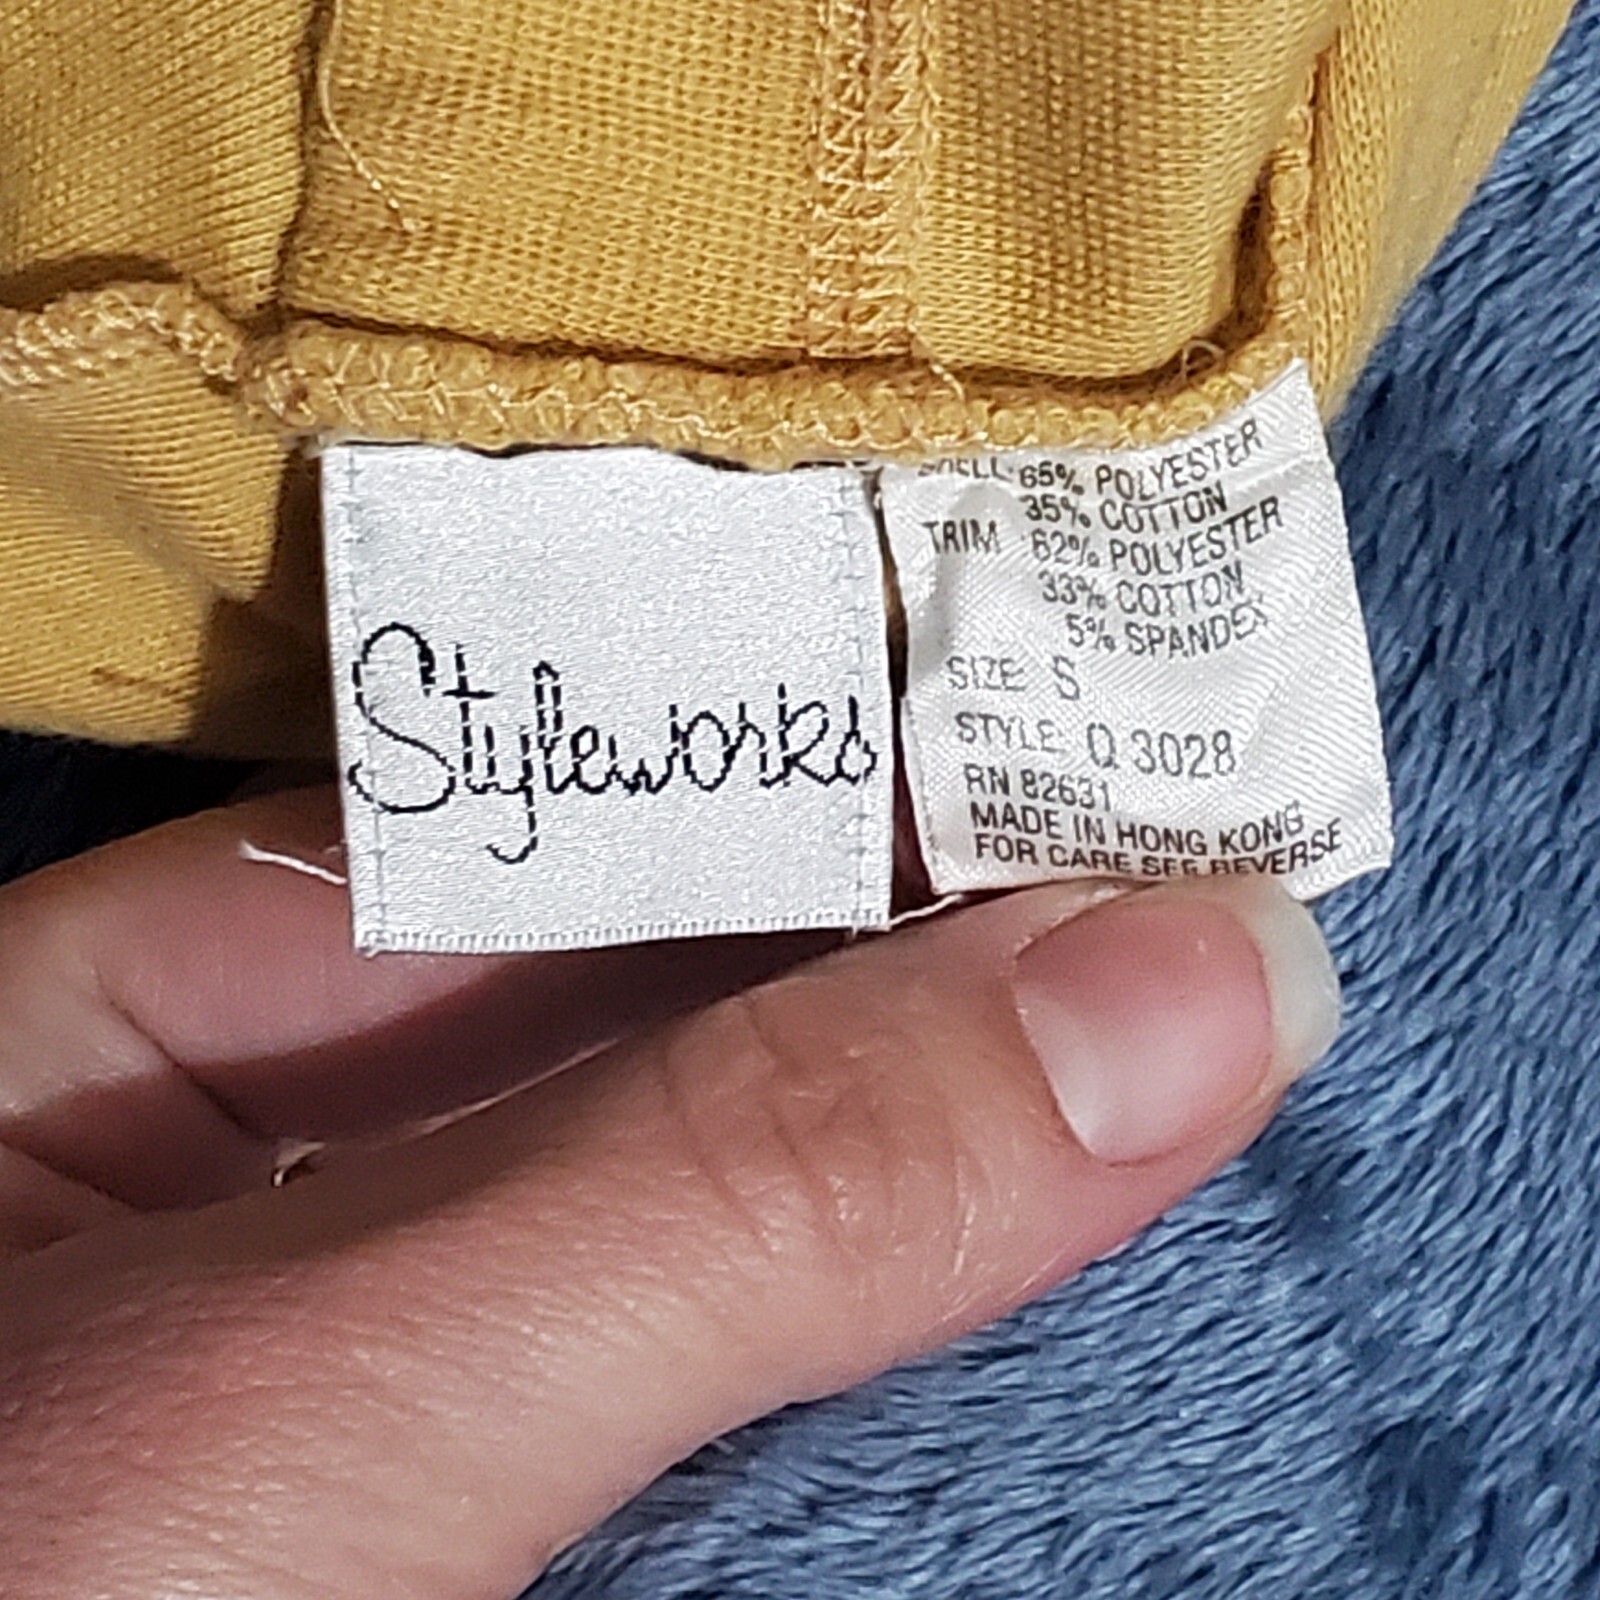 Styleworks
SHELL: 65% POLYESTER
35% COTTON
TRIM 62% POLYESTER
33% COTTON
5% SPANDEX
SIZE: S
STYLE: Q 3028
RN 82631
MADE IN HONG KONG
FOR CARE SEE REVERSE